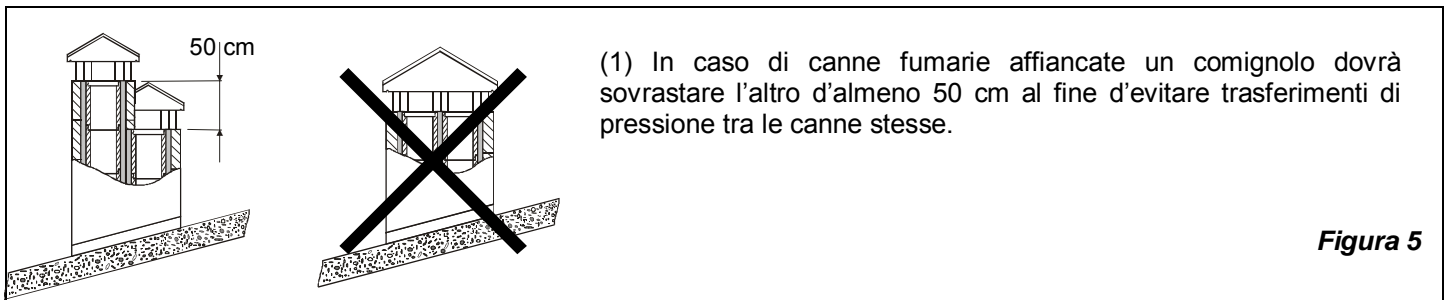 50 cm
(1) In caso di canne fumarie affiancate un comignolo dovrà
sovrastare l’altro d’almeno 50 cm al fine d’evitare trasferimenti di
pressione tra le canne stesse.
Figura 5